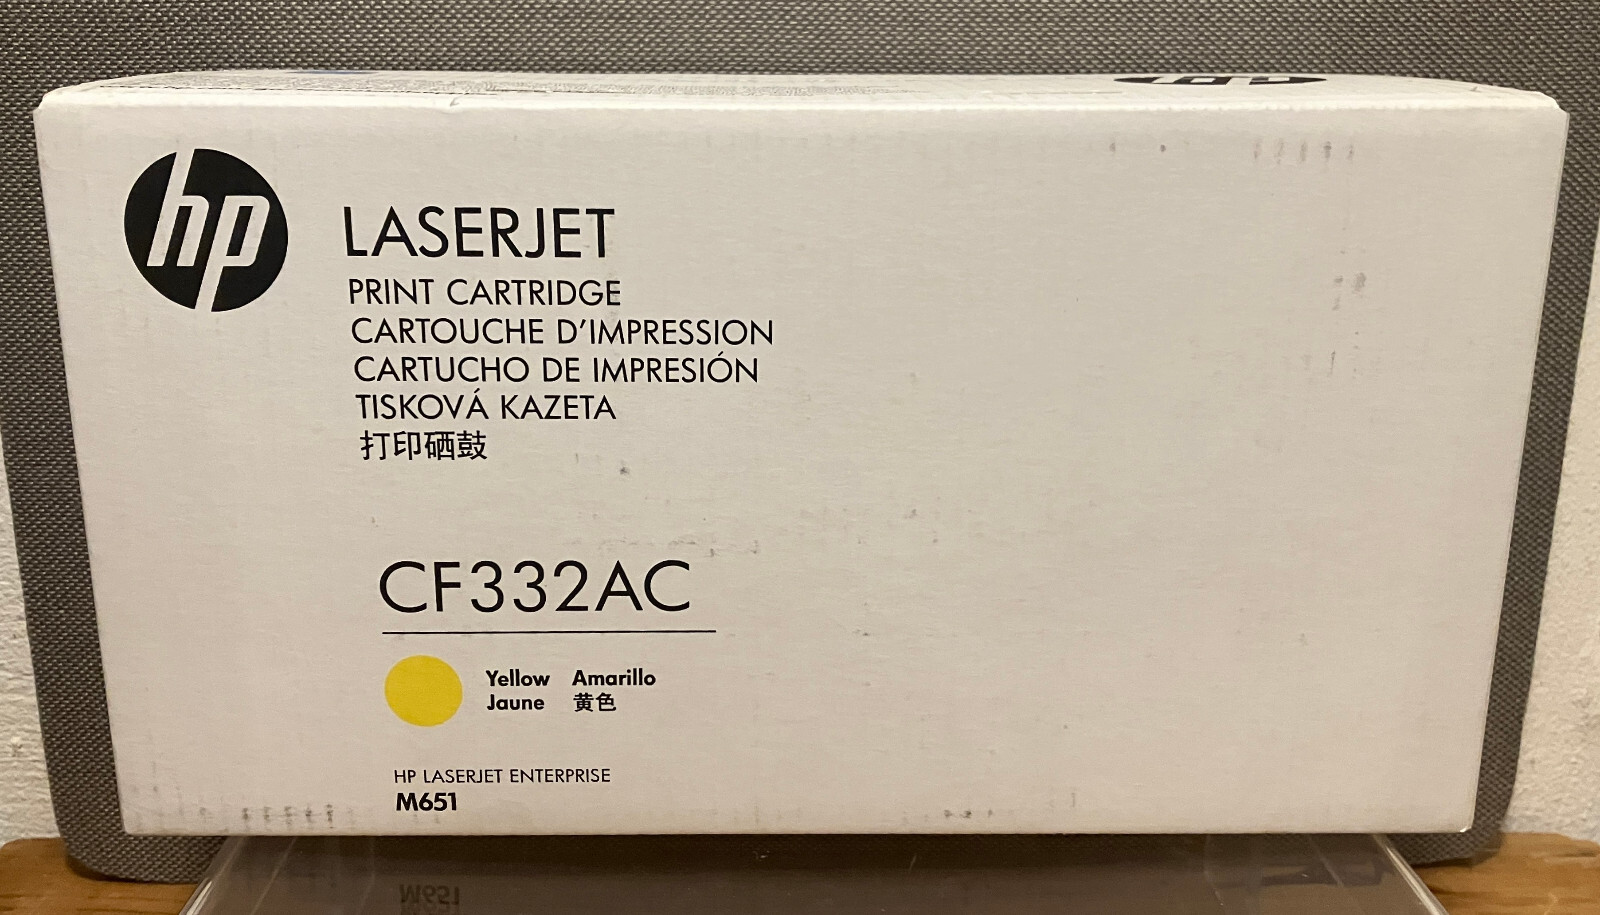 hp
LASERJET
PRINT CARTRIDGE
CARTOUCHE D'IMPRESSION
CARTUCHO DE IMPRESIÓN
TISKOVÁ KAZETA
打印硒鼓
CF332AC
Yellow Amarillo
Jaune 黄色
HP LASERJET ENTERPRISE
M651